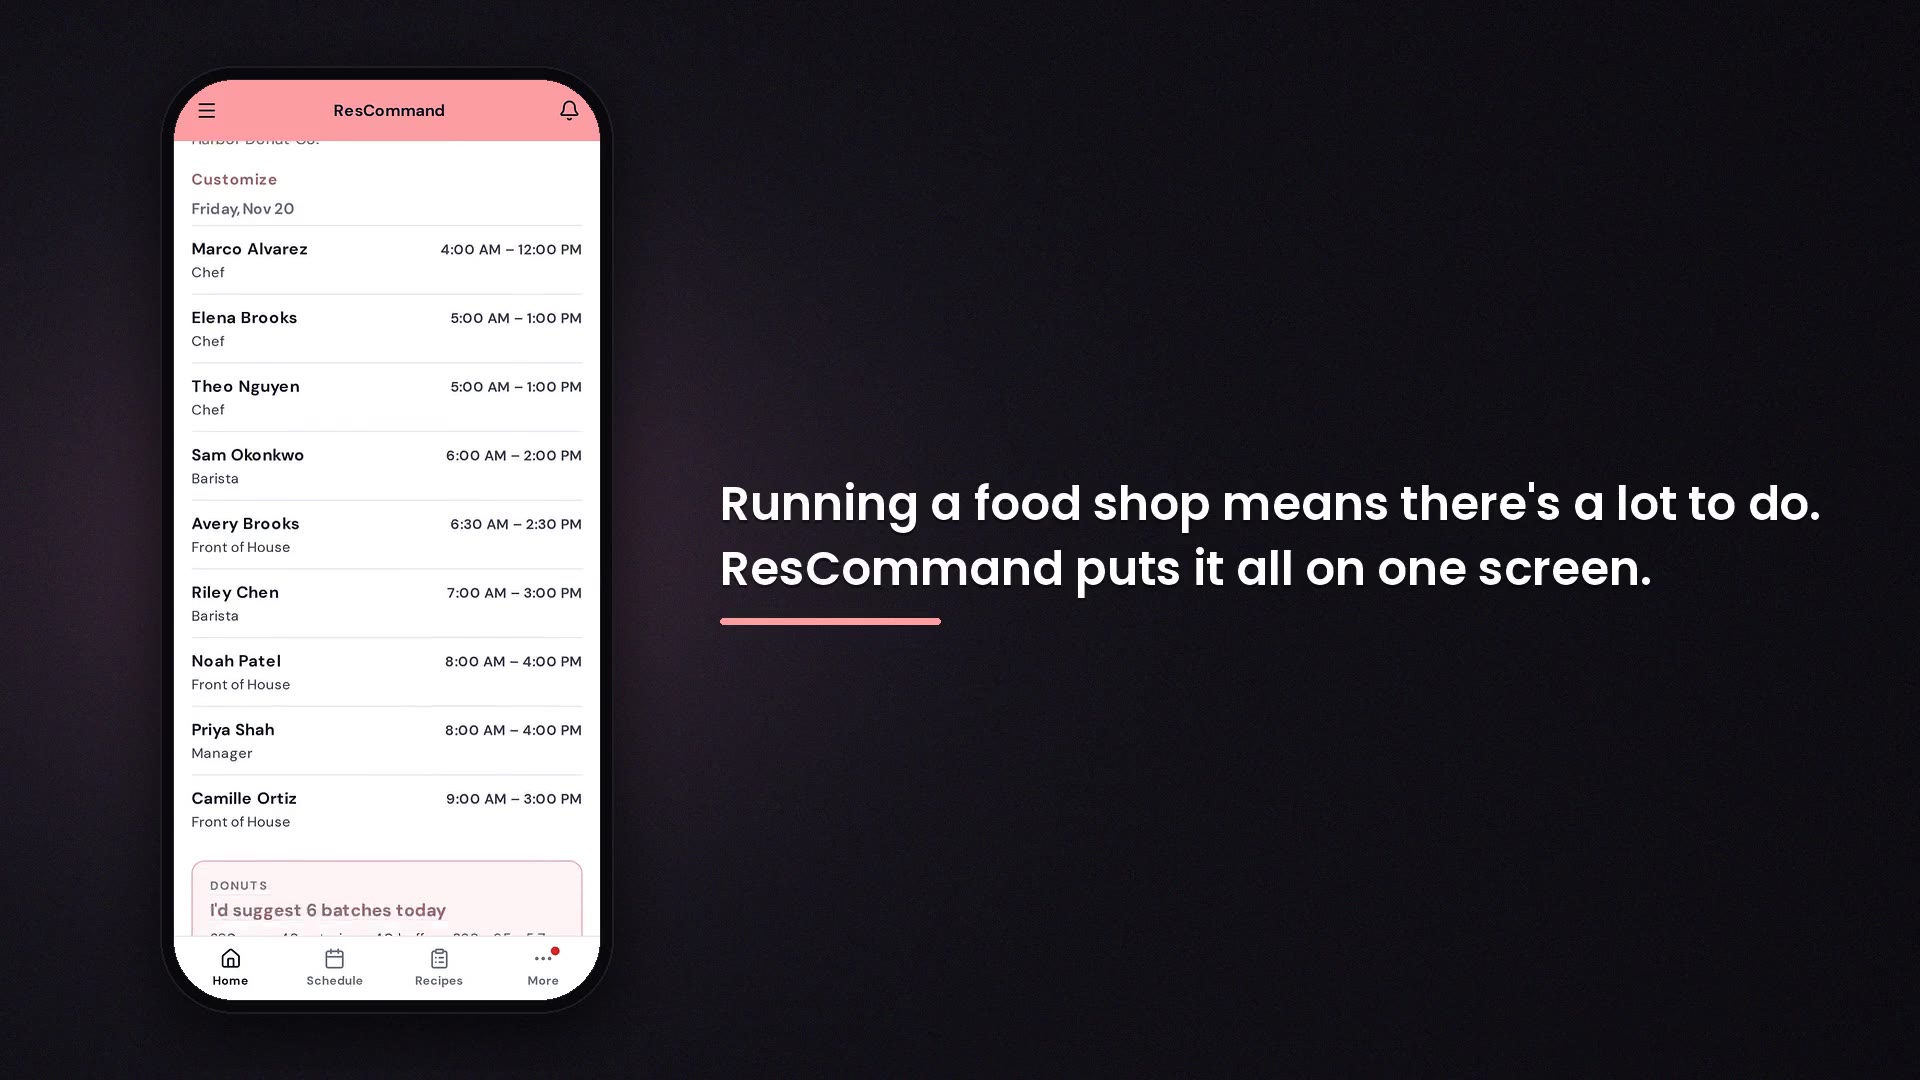 ResCommand
Harbor Donut Co.
Customize
Friday, Nov 20
Marco Alvarez
4:00 AM – 12:00 PM
Chef
Elena Brooks
5:00 AM – 1:00 PM
Chef
Theo Nguyen
5:00 AM – 1:00 PM
Chef
Sam Okonkwo
6:00 AM – 2:00 PM
Barista
Avery Brooks
6:30 AM – 2:30 PM
Front of House
Riley Chen
7:00 AM – 3:00 PM
Barista
Noah Patel
8:00 AM – 4:00 PM
Front of House
Priya Shah
8:00 AM – 4:00 PM
Manager
Camille Ortiz
9:00 AM – 3:00 PM
Front of House
DONUTS
I'd suggest 6 batches today
Home
Schedule
Recipes
More
Running a food shop means there's a lot to do.
ResCommand puts it all on one screen.